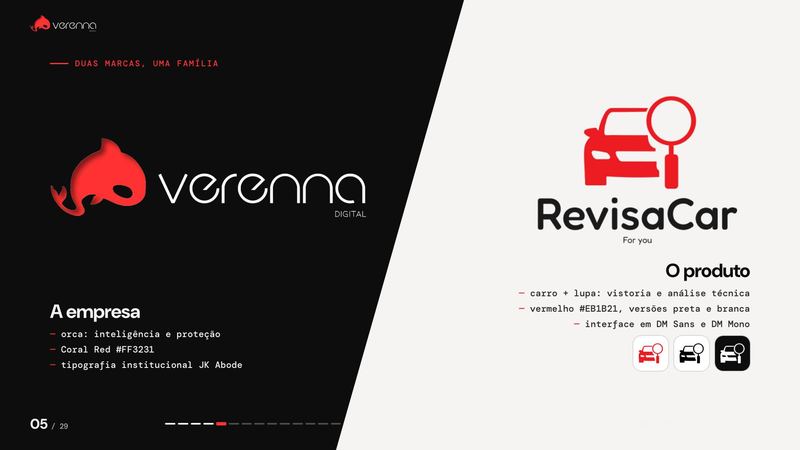 verenna
DUAS MARCAS, UMA FAMÍLIA
verenna
DIGITAL
A empresa
— orca: inteligência e proteção
— Coral Red #FF3231
— tipografia institucional JK Abode
05 / 29
RevisaCar
For you
O produto
— carro + lupa: vistoria e análise técnica
— vermelho #EB1B21, versões preta e branca
— interface em DM Sans e DM Mono